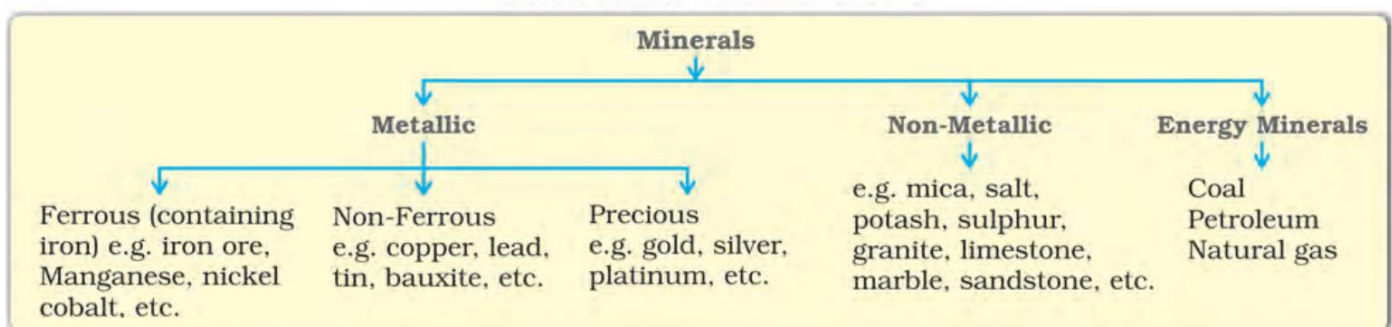 Minerals
Metallic
Non-Metallic
Energy Minerals
Ferrous (containing
iron) e.g. iron ore,
Manganese, nickel
cobalt, etc.
Non-Ferrous
e.g. copper, lead,
tin, bauxite, etc.
Precious
e.g. gold, silver,
platinum, etc.
e.g. mica, salt,
potash, sulphur,
granite, limestone,
marble, sandstone, etc.
Coal
Petroleum
Natural gas